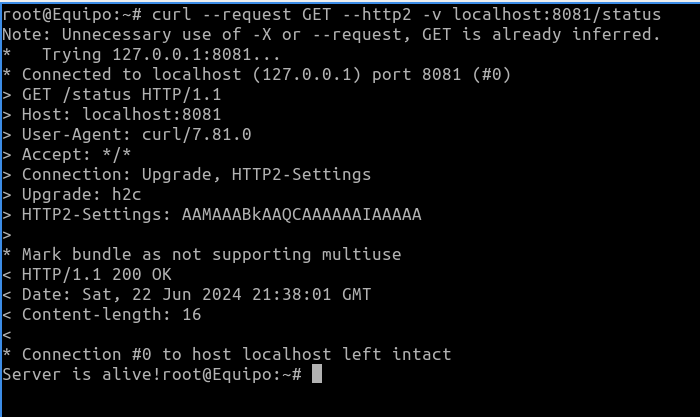 root@Equipo:~# curl --request GET --http2 -v localhost:8081/status
Note: Unnecessary use of -X or --request, GET is already inferred.
*   Trying 127.0.0.1:8081...
* Connected to localhost (127.0.0.1) port 8081 (#0)
> GET /status HTTP/1.1
> Host: localhost:8081
> User-Agent: curl/7.81.0
> Accept: */*
> Connection: Upgrade, HTTP2-Settings
> Upgrade: h2c
> HTTP2-Settings: AAMAAABkAAQCAAAAAAIAAAAA
>
* Mark bundle as not supporting multiuse
< HTTP/1.1 200 OK
< Date: Sat, 22 Jun 2024 21:38:01 GMT
< Content-length: 16
<
* Connection #0 to host localhost left intact
Server is alive!root@Equipo:~#